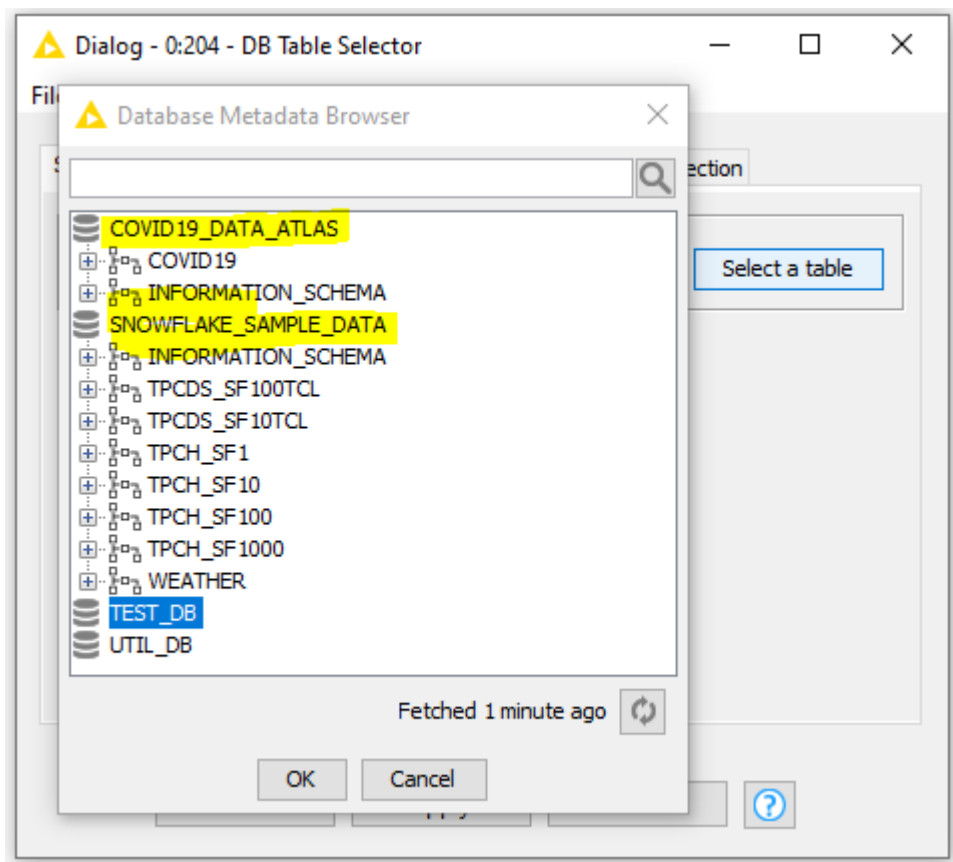 Dialog - 0:204 - DB Table Selector
Database Metadata Browser
ection
COVID19_DATA_ATLAS
COVID19
Select a table
INFORMATION_SCHEMA
SNOWFLAKE_SAMPLE_DATA
INFORMATION_SCHEMA
TPCDS_SF100TCL
TPCDS_SF10TCL
TPCH_SF1
TPCH_SF10
TPCH_SF100
TPCH_SF1000
WEATHER
TEST_DB
UTIL_DB
Fetched 1 minute ago
OK Cancel
?